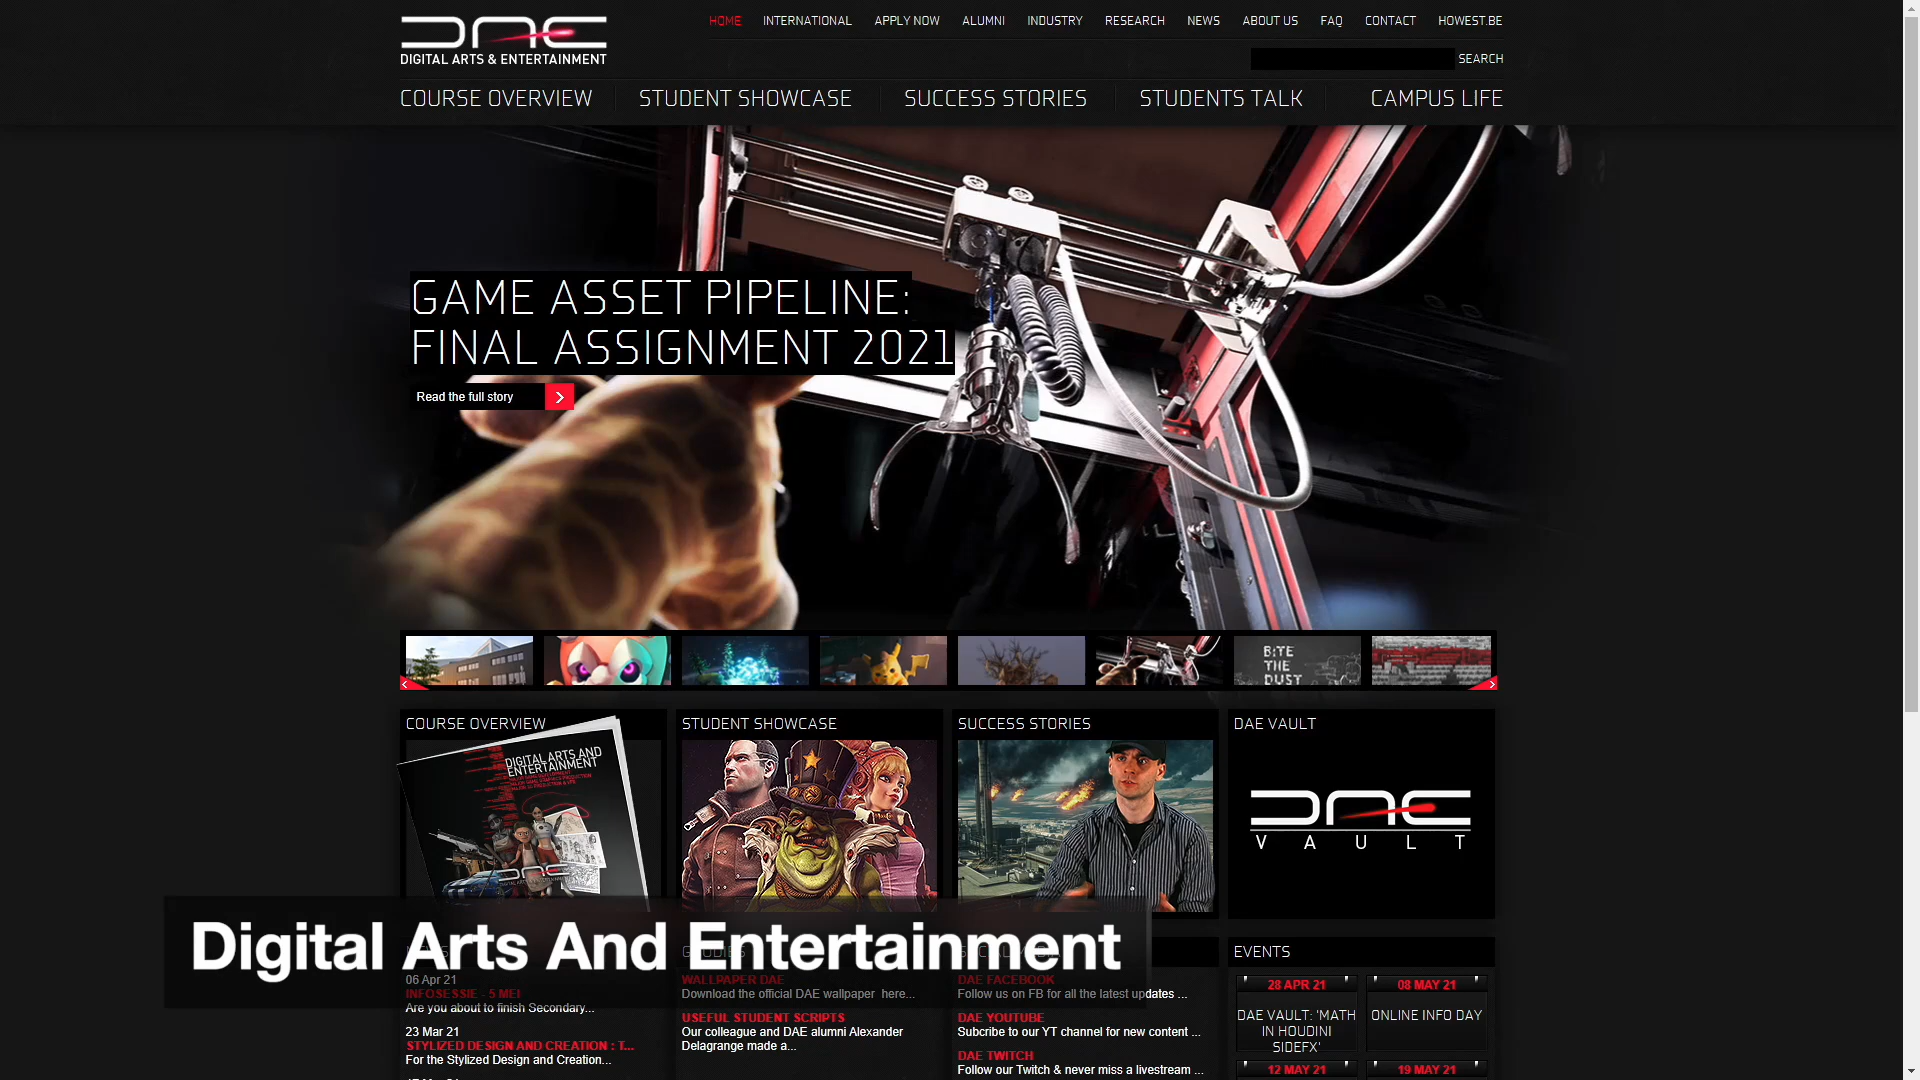 DAE
DIGITAL ARTS & ENTERTAINMENT
HOME INTERNATIONAL APPLY NOW ALUMNI INDUSTRY RESEARCH NEWS ABOUT US FAQ CONTACT HOWEST.BE
SEARCH
COURSE OVERVIEW STUDENT SHOWCASE SUCCESS STORIES STUDENTS TALK CAMPUS LIFE
GAME ASSET PIPELINE:
FINAL ASSIGNMENT 2021
Read the full story
BITE
THE
DUST
COURSE OVERVIEW
DIGITAL ARTS AND
ENTERTAINMENT
DAE
STUDENT SHOWCASE
SUCCESS STORIES
DAE VAULT
DAE
VAULT
Digital Arts And Entertainment
06 Apr 21
INFOSESSIE - 5 MEI
Are you about to finish Secondary...
23 Mar 21
STYLIZED DESIGN AND CREATION : T...
For the Stylized Design and Creation...
GOODIES
WALLPAPER DAE
Download the official DAE wallpaper here...
USEFUL STUDENT SCRIPTS
Our colleague and DAE alumni Alexander
Delagrange made a...
DAE FACEBOOK
Follow us on FB for all the latest updates ...
DAE YOUTUBE
Subcribe to our YT channel for new content ...
DAE TWITCH
Follow our Twitch & never miss a livestream ...
EVENTS
28 APR 21
DAE VAULT: 'MATH
IN HOUDINI
SIDEFX'
08 MAY 21
ONLINE INFO DAY
12 MAY 21
19 MAY 21